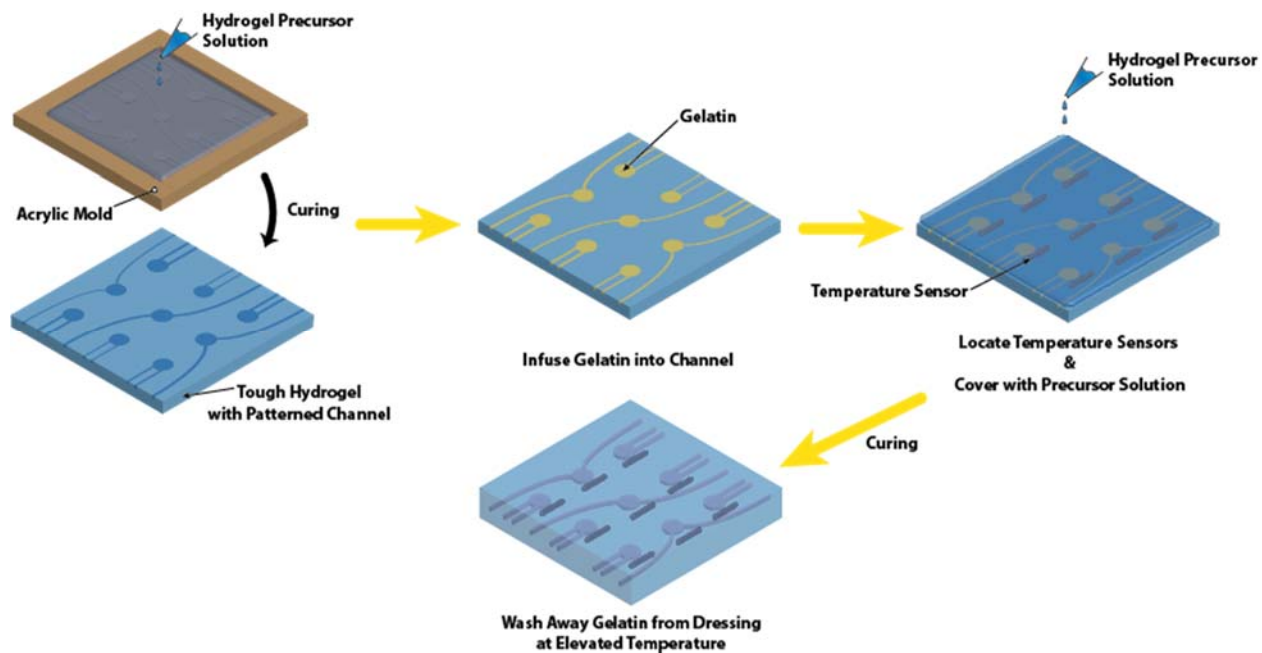 Hydrogel Precursor
Solution
Acrylic Mold
Curing
Tough Hydrogel
with Patterned Channel
Gelatin
Infuse Gelatin into Channel
Hydrogel Precursor
Solution
Temperature Sensor
Locate Temperature Sensors
&
Cover with Precursor Solution
Curing
Wash Away Gelatin from Dressing
at Elevated Temperature